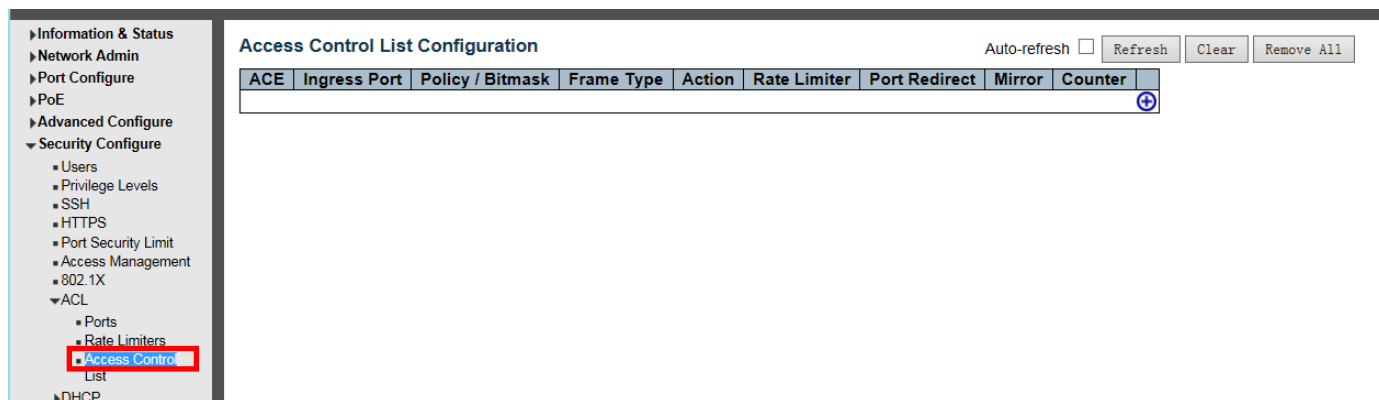 Information & Status
Network Admin
Port Configure
PoE
Advanced Configure
Security Configure
Users
Privilege Levels
SSH
HTTPS
Port Security Limit
Access Management
802.1X
ACL
Ports
Rate Limiters
Access Control
List
DHCP
Access Control List Configuration
Auto-refresh Refresh Clear Remove All
ACE Ingress Port Policy / Bitmask Frame Type Action Rate Limiter Port Redirect Mirror Counter